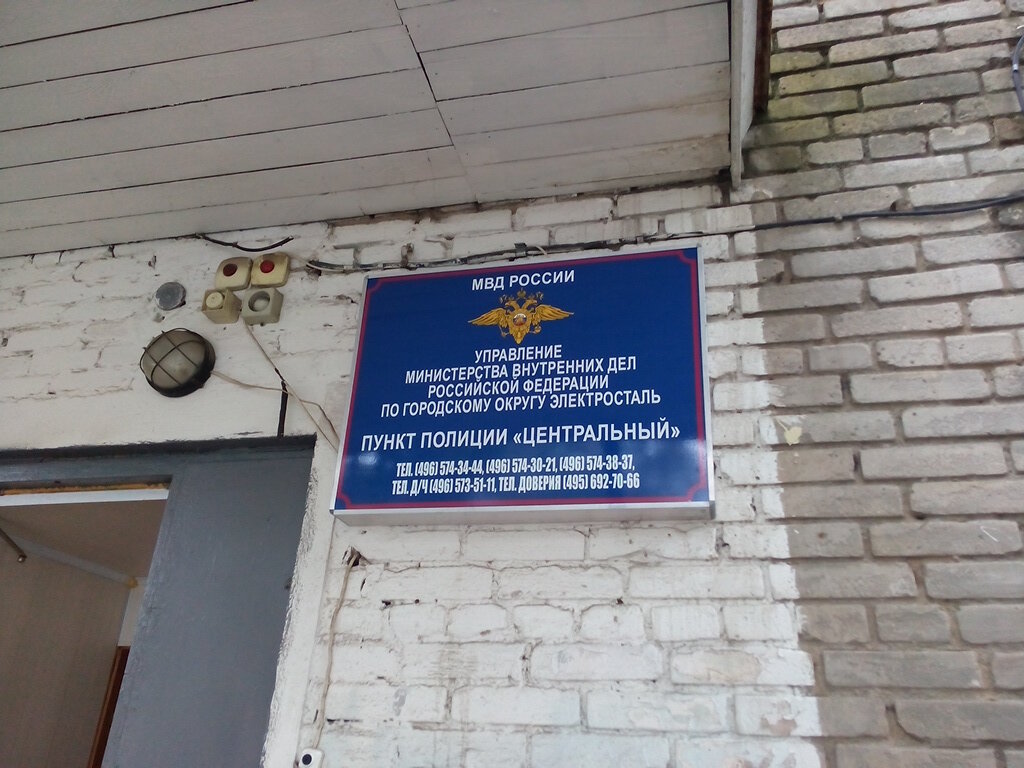 МВД РОССИИ
УПРАВЛЕНИЕ
МИНИСТЕРСТВА ВНУТРЕННИХ ДЕЛ
РОССИЙСКОЙ ФЕДЕРАЦИИ
ПО ГОРОДСКОМУ ОКРУГУ ЭЛЕКТРОСТАЛЬ
ПУНКТ ПОЛИЦИИ «ЦЕНТРАЛЬНЫЙ»
ТЕЛ. (496) 574-34-44, (496) 574-30-21, (496) 574-38-37,
ТЕЛ. Д/Ч (496) 573-51-11, ТЕЛ. ДОВЕРИЯ (495) 692-70-66